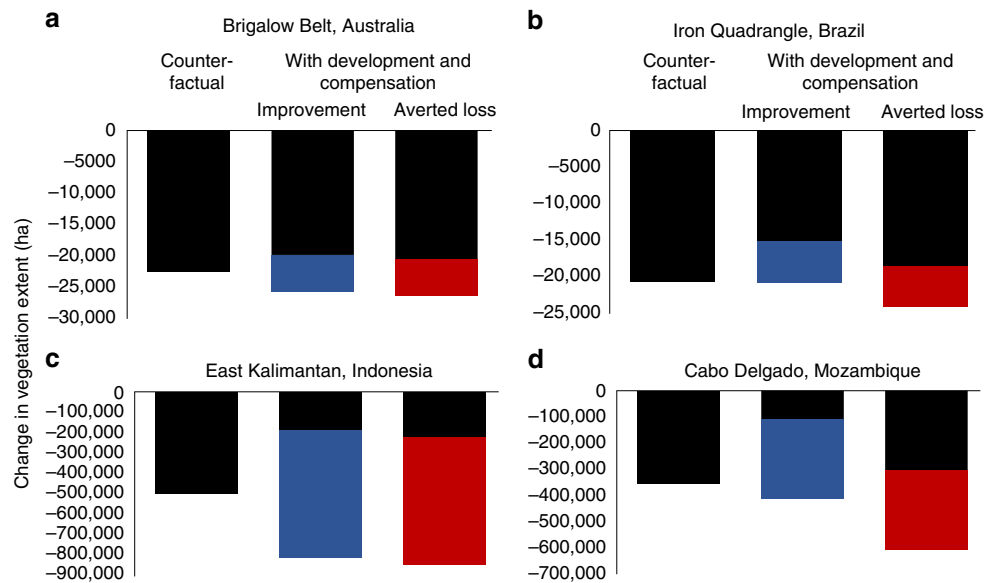 a
Brigalow Belt, Australia
Counter-
factual
With development and
compensation
Improvement
Averted loss
0
–5000
–10,000
–15,000
–20,000
–25,000
–30,000
b
Iron Quadrangle, Brazil
Counter-
factual
With development and
compensation
Improvement
Averted loss
0
–5000
–10,000
–15,000
–20,000
–25,000
Change in vegetation extent (ha)
c
East Kalimantan, Indonesia
0
–100,000
–200,000
–300,000
–400,000
–500,000
–600,000
–700,000
–800,000
–900,000
d
Cabo Delgado, Mozambique
0
–100,000
–200,000
–300,000
–400,000
–500,000
–600,000
–700,000